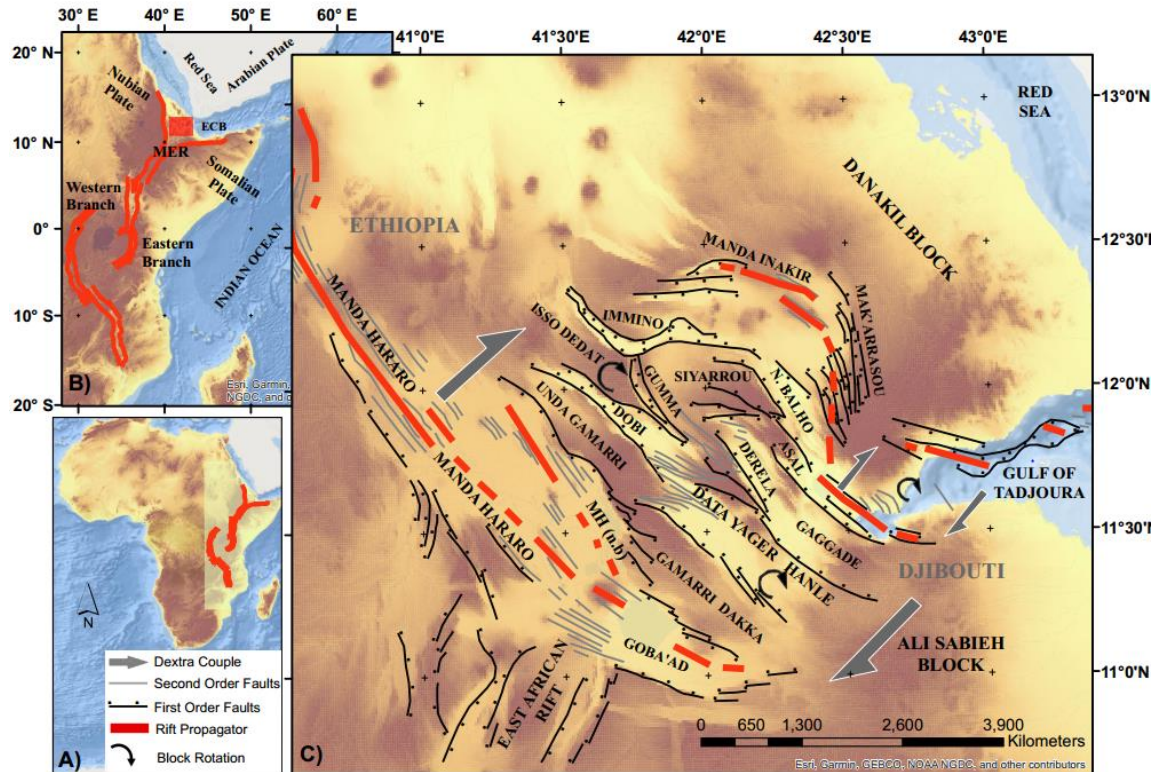 30° E
40° E
60° E
20° N
10° N
0°
10° S
20° S
Red Sea
Arabian Plate
Nubian
Plate
ECB
MER
Somalian
Plate
Western
Branch
Eastern
Branch
INDIAN OCEAN
B)
Esri, Garmin,
NGDC, and o
N
Dextra Couple
Second Order Faults
First Order Faults
Rift Propagator
Block Rotation
A)
41°0'
41°30'
42°0'
42°30'
43°0'
13°0'N
12°30'N
12°0'N
11°30'N
11°0'N
RED
SEA
ETHIOPIA
DANAKIL BLOCK
MANDA INAKIR
MAK'ARRASOU
MANDA HARARO
ISSO DEDAT
IMMINO
GUMMA
SIYARROU
N. BALHO
UNDA GAMARRI
DOBI
DERELA
ASAL
GULF OF
TADJOURA
MANDA HARARO
MH (n.b)
DATA YAGER
GAGGADE
HANLE
DJIBOUTI
GAMARRI
DAKKA
GOBA'AD
ALI SABIEH
BLOCK
EAST AFRICAN
RIFT
0 650 1,300 2,600 3,900
Kilometers
C)
Esri, Garmin, GEBCO, NOAA NGDC, and other contributors